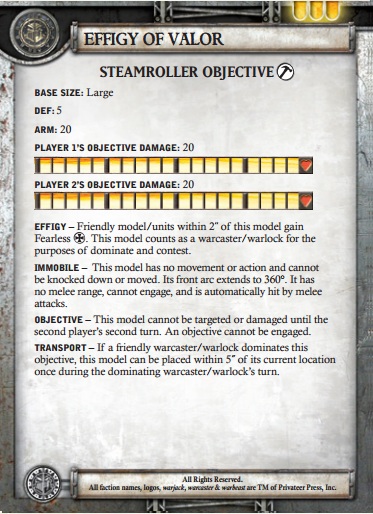 EFFIGY OF VALOR
STEAMROLLER OBJECTIVE
BASE SIZE: Large
DEF: 5
ARM: 20
PLAYER 1'S OBJECTIVE DAMAGE: 20
PLAYER 2'S OBJECTIVE DAMAGE: 20
EFFIGY – Friendly model/units within 2˝ of this model gain
Fearless. This model counts as a warcaster/warlock for the
purposes of dominate and contest.
IMMOBILE – This model has no movement or action and cannot
be knocked down or moved. Its front arc extends to 360º. It has
no melee range, cannot engage, and is automatically hit by melee
attacks.
OBJECTIVE – This model cannot be targeted or damaged until the
second player's second turn. An objective cannot be engaged.
TRANSPORT – If a friendly warcaster/warlock dominates this
objective, this model can be placed within 5˝ of its current location
once during the dominating warcaster/warlock's turn.
All Rights Reserved.
All faction names, logos, warjack, warcaster & warbeast are TM of Privateer Press, Inc.